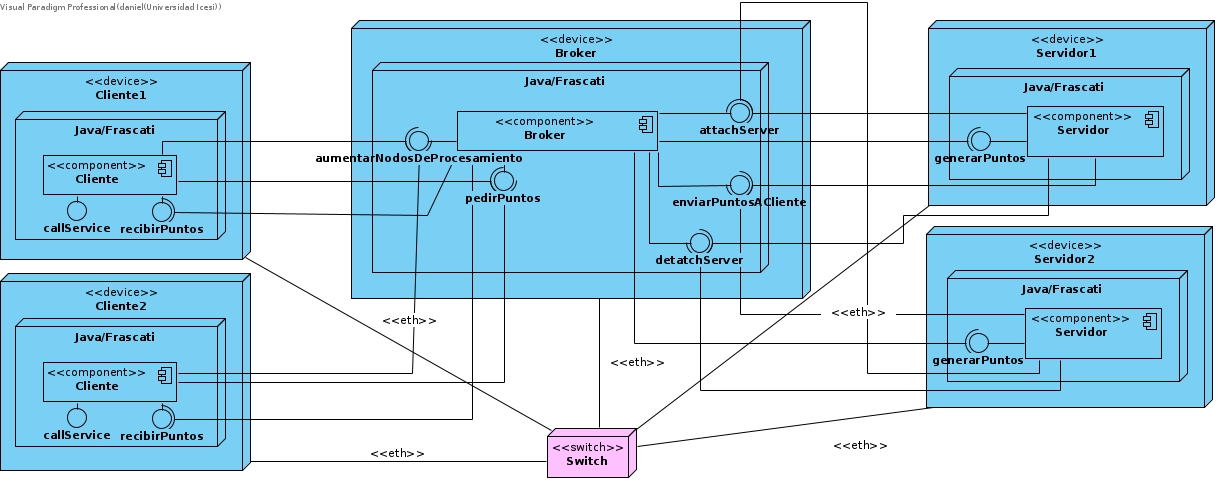 Visual Paradigm Professional(daniel(Universidad Icesi))
<<device>>
Cliente1
Java/Frascati
<<component>>
Cliente
callService
recibirPuntos
<<device>>
Cliente2
Java/Frascati
<<component>>
Cliente
callService
recibirPuntos
<<device>>
Broker
Java/Frascati
<<component>>
Broker
aumentarNodosDeProcesamiento
pedirPuntos
attachServer
enviarPuntosACliente
detatchServer
<<device>>
Servidor1
Java/Frascati
<<component>>
Servidor
generarPuntos
<<device>>
Servidor2
Java/Frascati
<<component>>
Servidor
generarPuntos
<<eth>>
<<eth>>
<<eth>>
<<eth>>
<<eth>>
<<switch>>
Switch